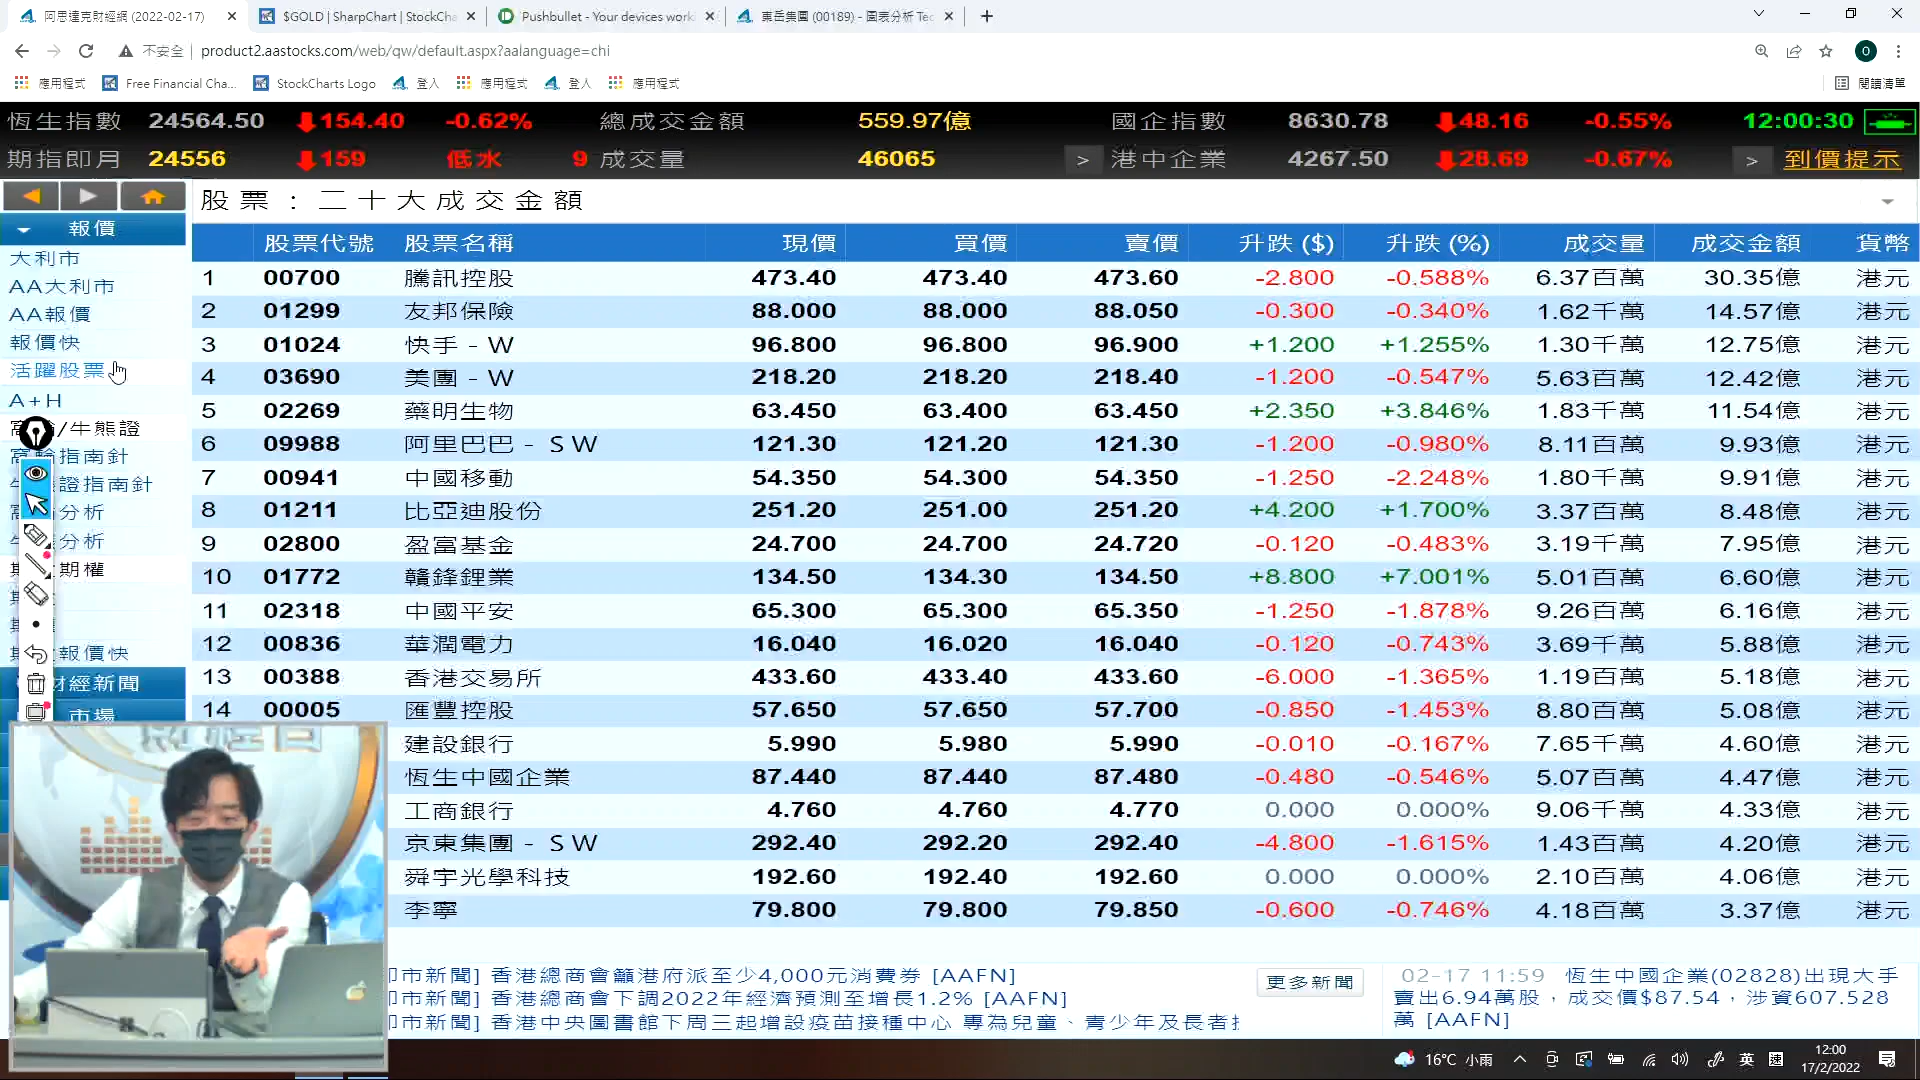 阿思達克財經網 (2022-02-17)
$GOLD | SharpChart | StockCha
Pushbullet - Your devices work
東岳集團 (00189) - 圖表分析 Tec
不安全
product2.aastocks.com/web/qw/default.aspx?aalanguage=chi
應用程式 Free Financial Cha... StockCharts Logo 登入 應用程式 登入 應用程式 閱讀清單
恆生指數 24564.50 154.40 -0.62% 總成交金額 559.97億 國企指數 8630.78 48.16 -0.55% 12:00:30
期指即月 24556 159 低水 9 成交量 46065 > 港中企業 4267.50 28.69 -0.67% > 到價提示
股票:二十大成交金額
報價
大利市
AA大利市
AA報價
報價快
活躍股票
A+H
/牛熊證
指南針
證指南針
分析
分析
期權
報價快
財經新聞
市場
股票代號 股票名稱 現價 買價 賣價 升跌 ($) 升跌 (%) 成交量 成交金額 貨幣
1 00700 騰訊控股 473.40 473.40 473.60 -2.800 -0.588% 6.37百萬 30.35億 港元
2 01299 友邦保險 88.000 88.000 88.050 -0.300 -0.340% 1.62千萬 14.57億 港元
3 01024 快手-W 96.800 96.800 96.900 +1.200 +1.255% 1.30千萬 12.75億 港元
4 03690 美團-W 218.20 218.20 218.40 -1.200 -0.547% 5.63百萬 12.42億 港元
5 02269 藥明生物 63.450 63.400 63.450 +2.350 +3.846% 1.83千萬 11.54億 港元
6 09988 阿里巴巴-SW 121.30 121.20 121.30 -1.200 -0.980% 8.11百萬 9.93億 港元
7 00941 中國移動 54.350 54.300 54.350 -1.250 -2.248% 1.80千萬 9.91億 港元
8 01211 比亞迪股份 251.20 251.00 251.20 +4.200 +1.700% 3.37百萬 8.48億 港元
9 02800 盈富基金 24.700 24.700 24.720 -0.120 -0.483% 3.19千萬 7.95億 港元
10 01772 贛鋒鋰業 134.50 134.30 134.50 +8.800 +7.001% 5.01百萬 6.60億 港元
11 02318 中國平安 65.300 65.300 65.350 -1.250 -1.878% 9.26百萬 6.16億 港元
12 00836 華潤電力 16.040 16.020 16.040 -0.120 -0.743% 3.69千萬 5.88億 港元
13 00388 香港交易所 433.60 433.40 433.60 -6.000 -1.365% 1.19百萬 5.18億 港元
14 00005 匯豐控股 57.650 57.650 57.700 -0.850 -1.453% 8.80百萬 5.08億 港元
建設銀行 5.990 5.980 5.990 -0.010 -0.167% 7.65千萬 4.60億 港元
恆生中國企業 87.440 87.440 87.480 -0.480 -0.546% 5.07百萬 4.47億 港元
工商銀行 4.760 4.760 4.770 0.000 0.000% 9.06千萬 4.33億 港元
京東集團-SW 292.40 292.20 292.40 -4.800 -1.615% 1.43百萬 4.20億 港元
舜宇光學科技 192.60 192.40 192.60 0.000 0.000% 2.10百萬 4.06億 港元
李寧 79.800 79.800 79.850 -0.600 -0.746% 4.18百萬 3.37億 港元
即市新聞] 香港總商會籲港府派至少4,000元消費券 [AAFN]
即市新聞] 香港總商會下調2022年經濟預測至增長1.2% [AAFN]
即市新聞] 香港中央圖書館下周三起增設疫苗接種中心 專為兒童、青少年及長者
更多新聞
02-17 11:59 恆生中國企業(02828)出現大手
賣出6.94萬股,成交價$87.54,涉資607.528
萬 [AAFN]
16°C 小雨 英 12:00
17/2/2022